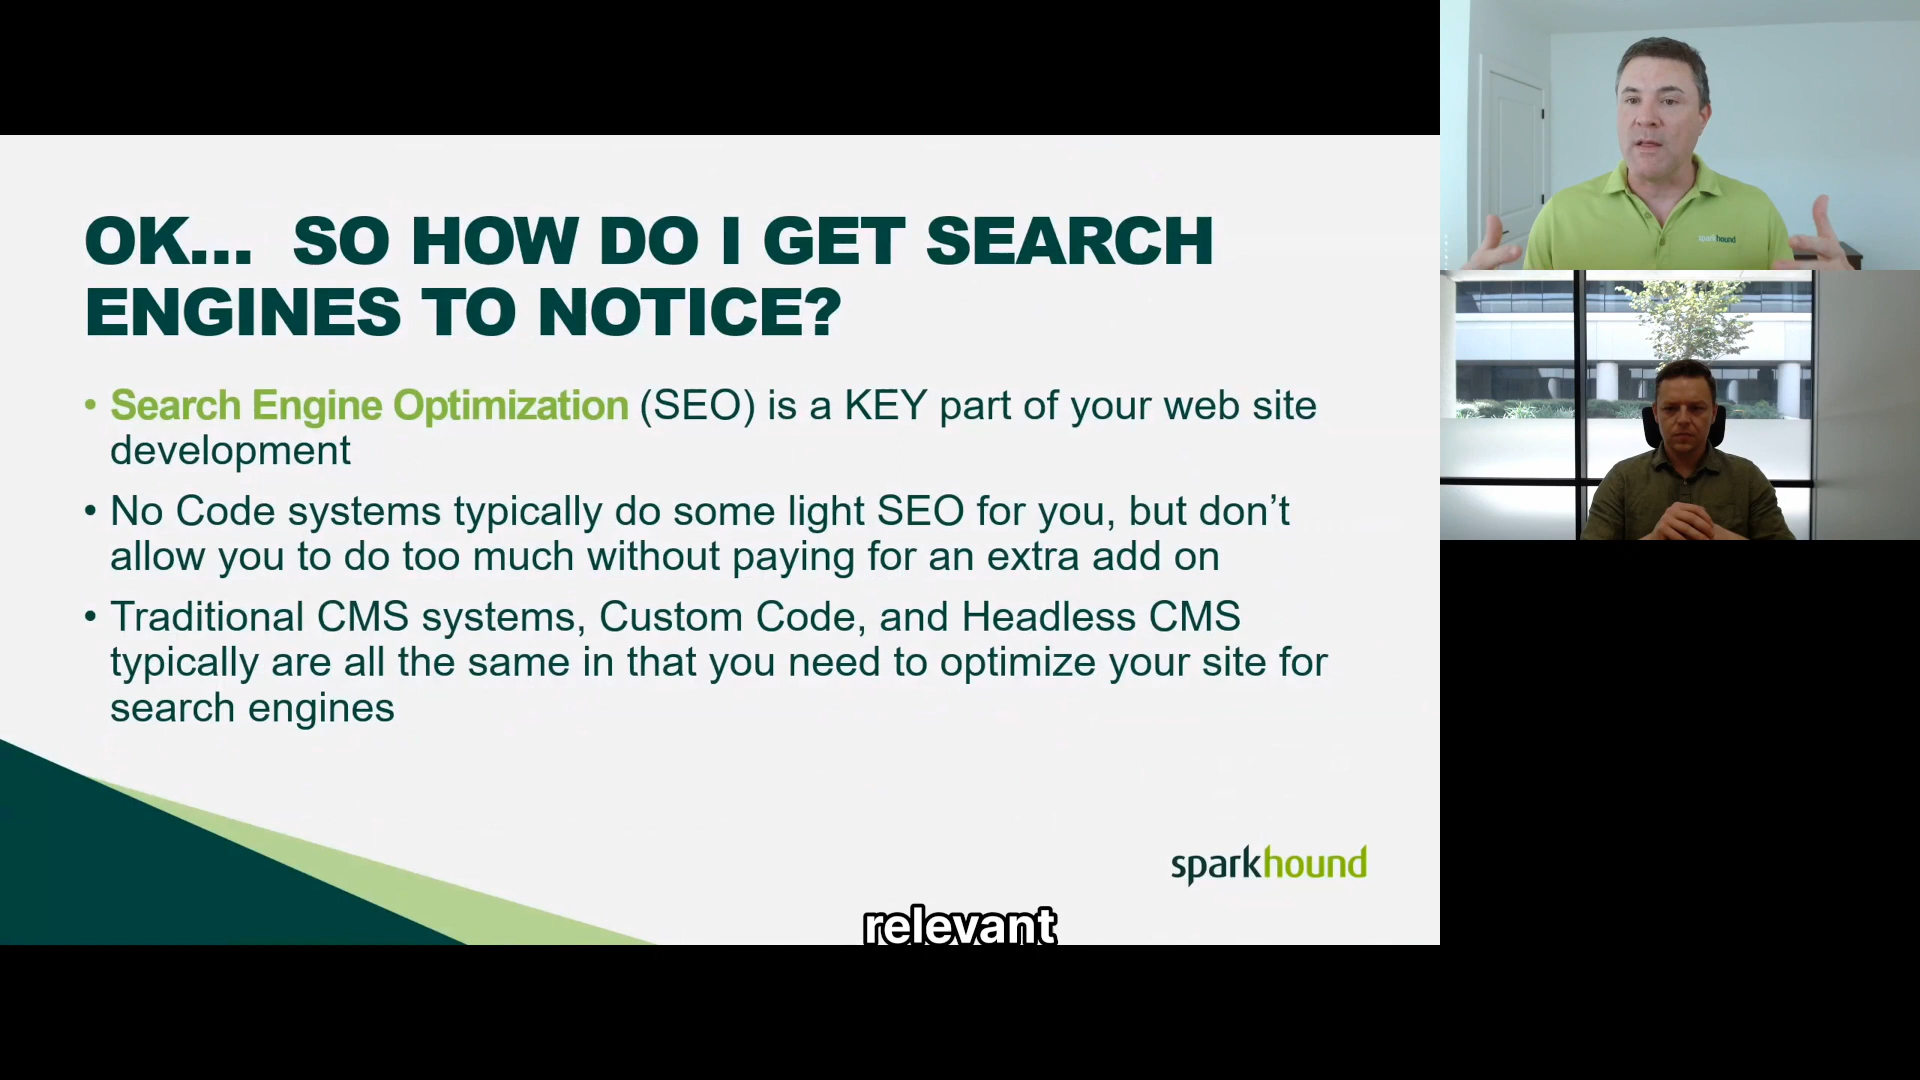 OK... SO HOW DO I GET SEARCH
ENGINES TO NOTICE?
• Search Engine Optimization (SEO) is a KEY part of your web site
development
• No Code systems typically do some light SEO for you, but don’t
allow you to do too much without paying for an extra add on
• Traditional CMS systems, Custom Code, and Headless CMS
typically are all the same in that you need to optimize your site for
search engines
sparkhound
relevant
sparkhound